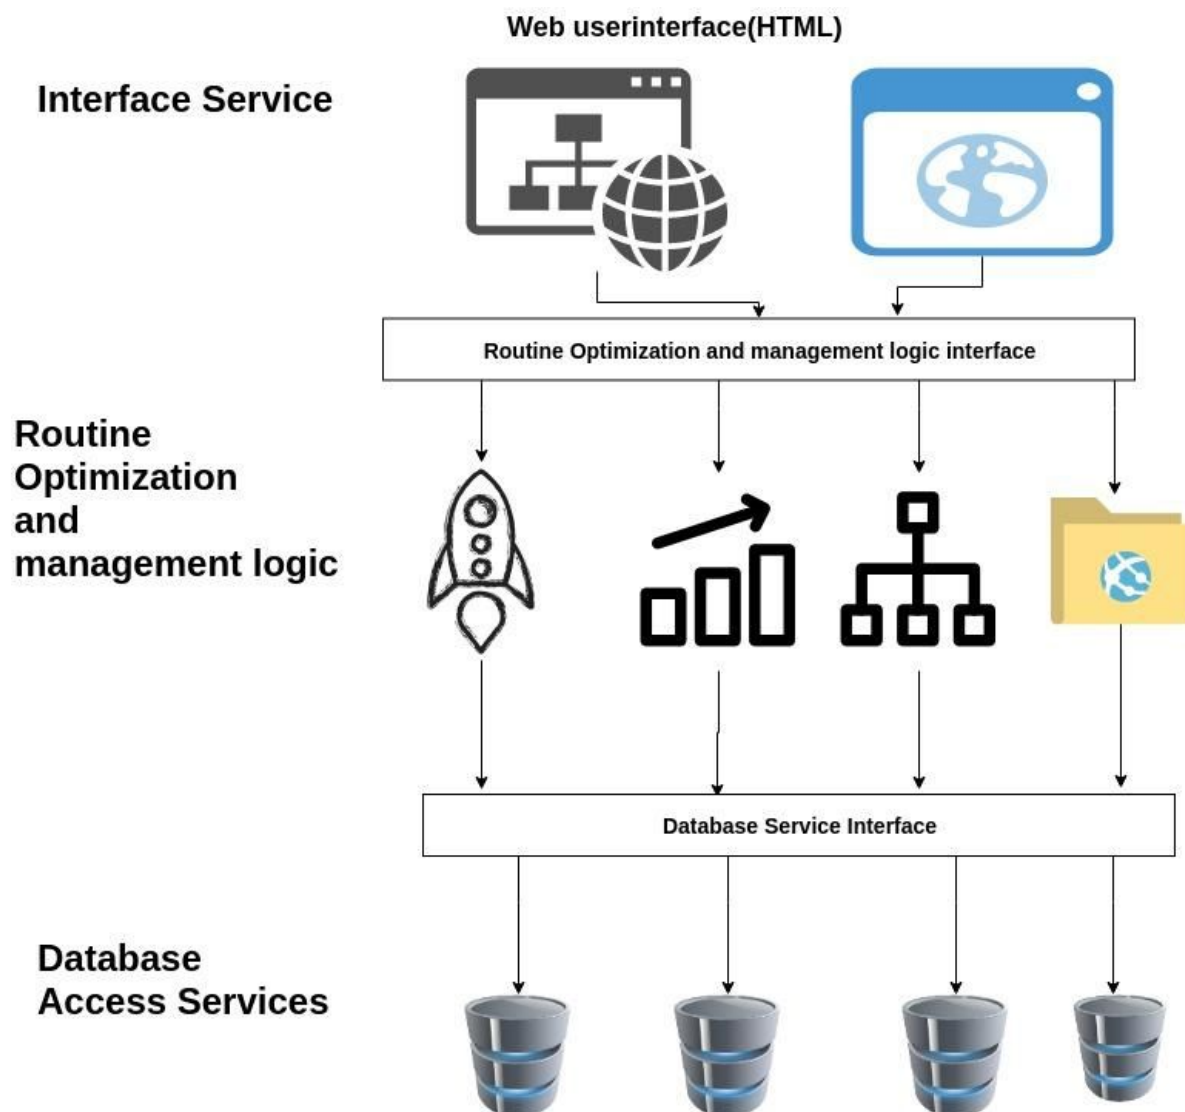 Web userinterface(HTML)
Interface Service
Routine Optimization and management logic interface
Routine
Optimization
and
management logic
Database Service Interface
Database
Access Services